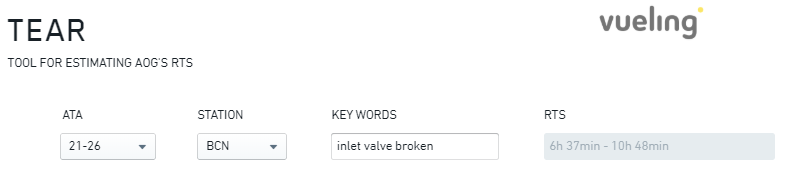 TEAR
vueling
TOOL FOR ESTIMATING AOG'S RTS
ATA STATION KEY WORDS RTS
21-26 BCN inlet valve broken 6h 37min - 10h 48min